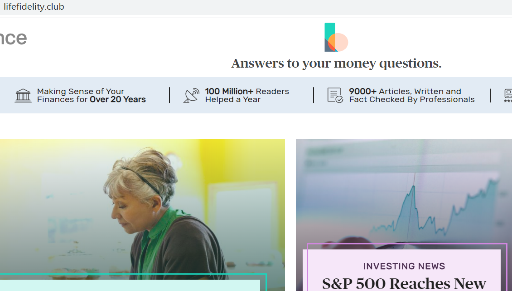 lifefidelity.club
nce
Answers to your money questions.
Making Sense of Your
Finances for Over 20 Years
100 Million+ Readers
Helped a Year
9000+ Articles, Written and
Fact Checked By Professionals
INVESTING NEWS
S&P 500 Reaches New